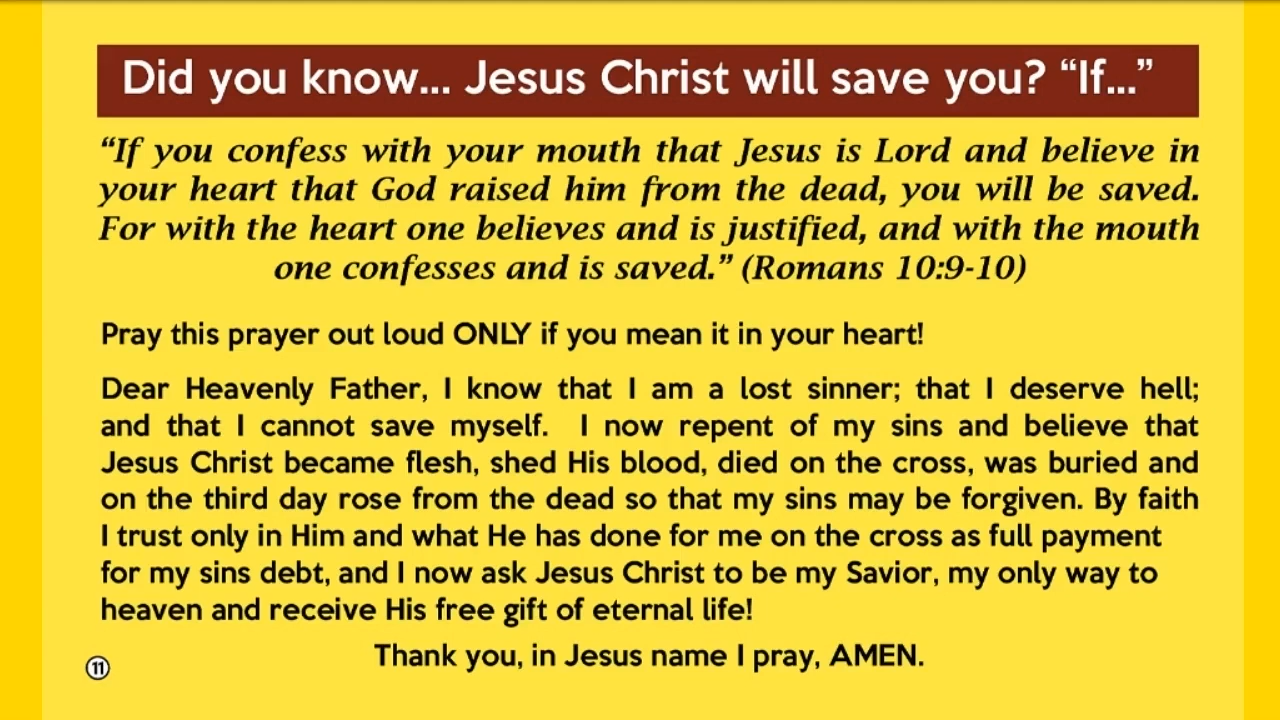 Did you know... Jesus Christ will save you? “If...”
“If you confess with your mouth that Jesus is Lord and believe in
your heart that God raised him from the dead, you will be saved.
For with the heart one believes and is justified, and with the mouth
one confesses and is saved.” (Romans 10:9-10)
Pray this prayer out loud ONLY if you mean it in your heart!
Dear Heavenly Father, I know that I am a lost sinner; that I deserve hell;
and that I cannot save myself. I now repent of my sins and believe that
Jesus Christ became flesh, shed His blood, died on the cross, was buried and
on the third day rose from the dead so that my sins may be forgiven. By faith
I trust only in Him and what He has done for me on the cross as full payment
for my sins debt, and I now ask Jesus Christ to be my Savior, my only way to
heaven and receive His free gift of eternal life!
Thank you, in Jesus name I pray, AMEN.
⑪